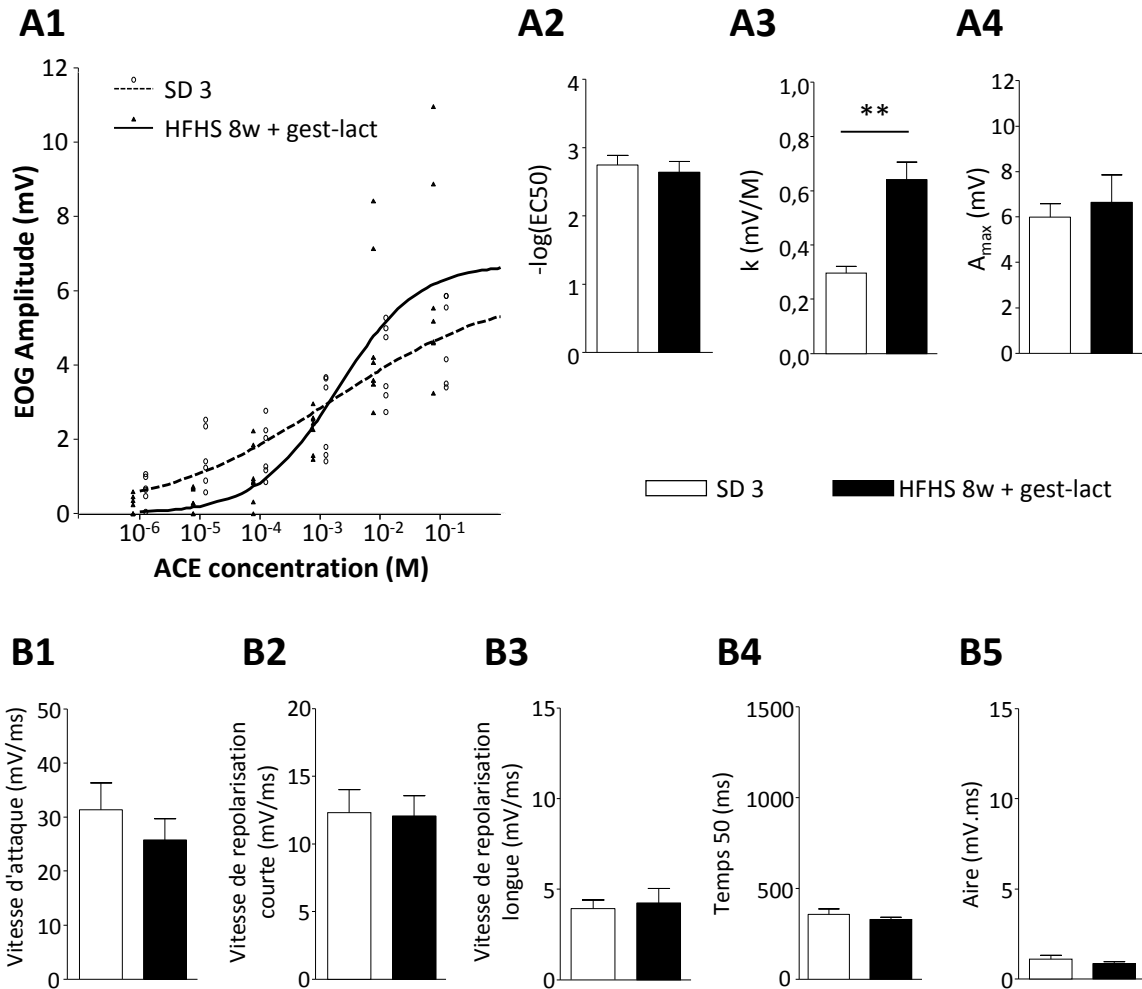 A1
A2
A3
A4
12
10
8
6
4
2
0
EOG Amplitude (mV)
SD 3
HFHS 8w + gest-lact
10-6
10-5
10-4
10-3
10-2
10-1
ACE concentration (M)
4
3
2
1
0
-log(EC50)
1,0
0,8
0,6
0,4
0,2
0,0
k (mV/M)
**
12
10
8
6
4
2
0
Amax (mV)
SD 3
HFHS 8w + gest-lact
B1
B2
B3
B4
B5
50
40
30
20
10
0
Vitesse d'attaque (mV/ms)
20
15
10
5
0
Vitesse de repolarisation
courte (mV/ms)
15
10
5
0
Vitesse de repolarisation
longue (mV/ms)
1500
1000
500
0
Temps 50 (ms)
15
10
5
0
Aire (mV.ms)